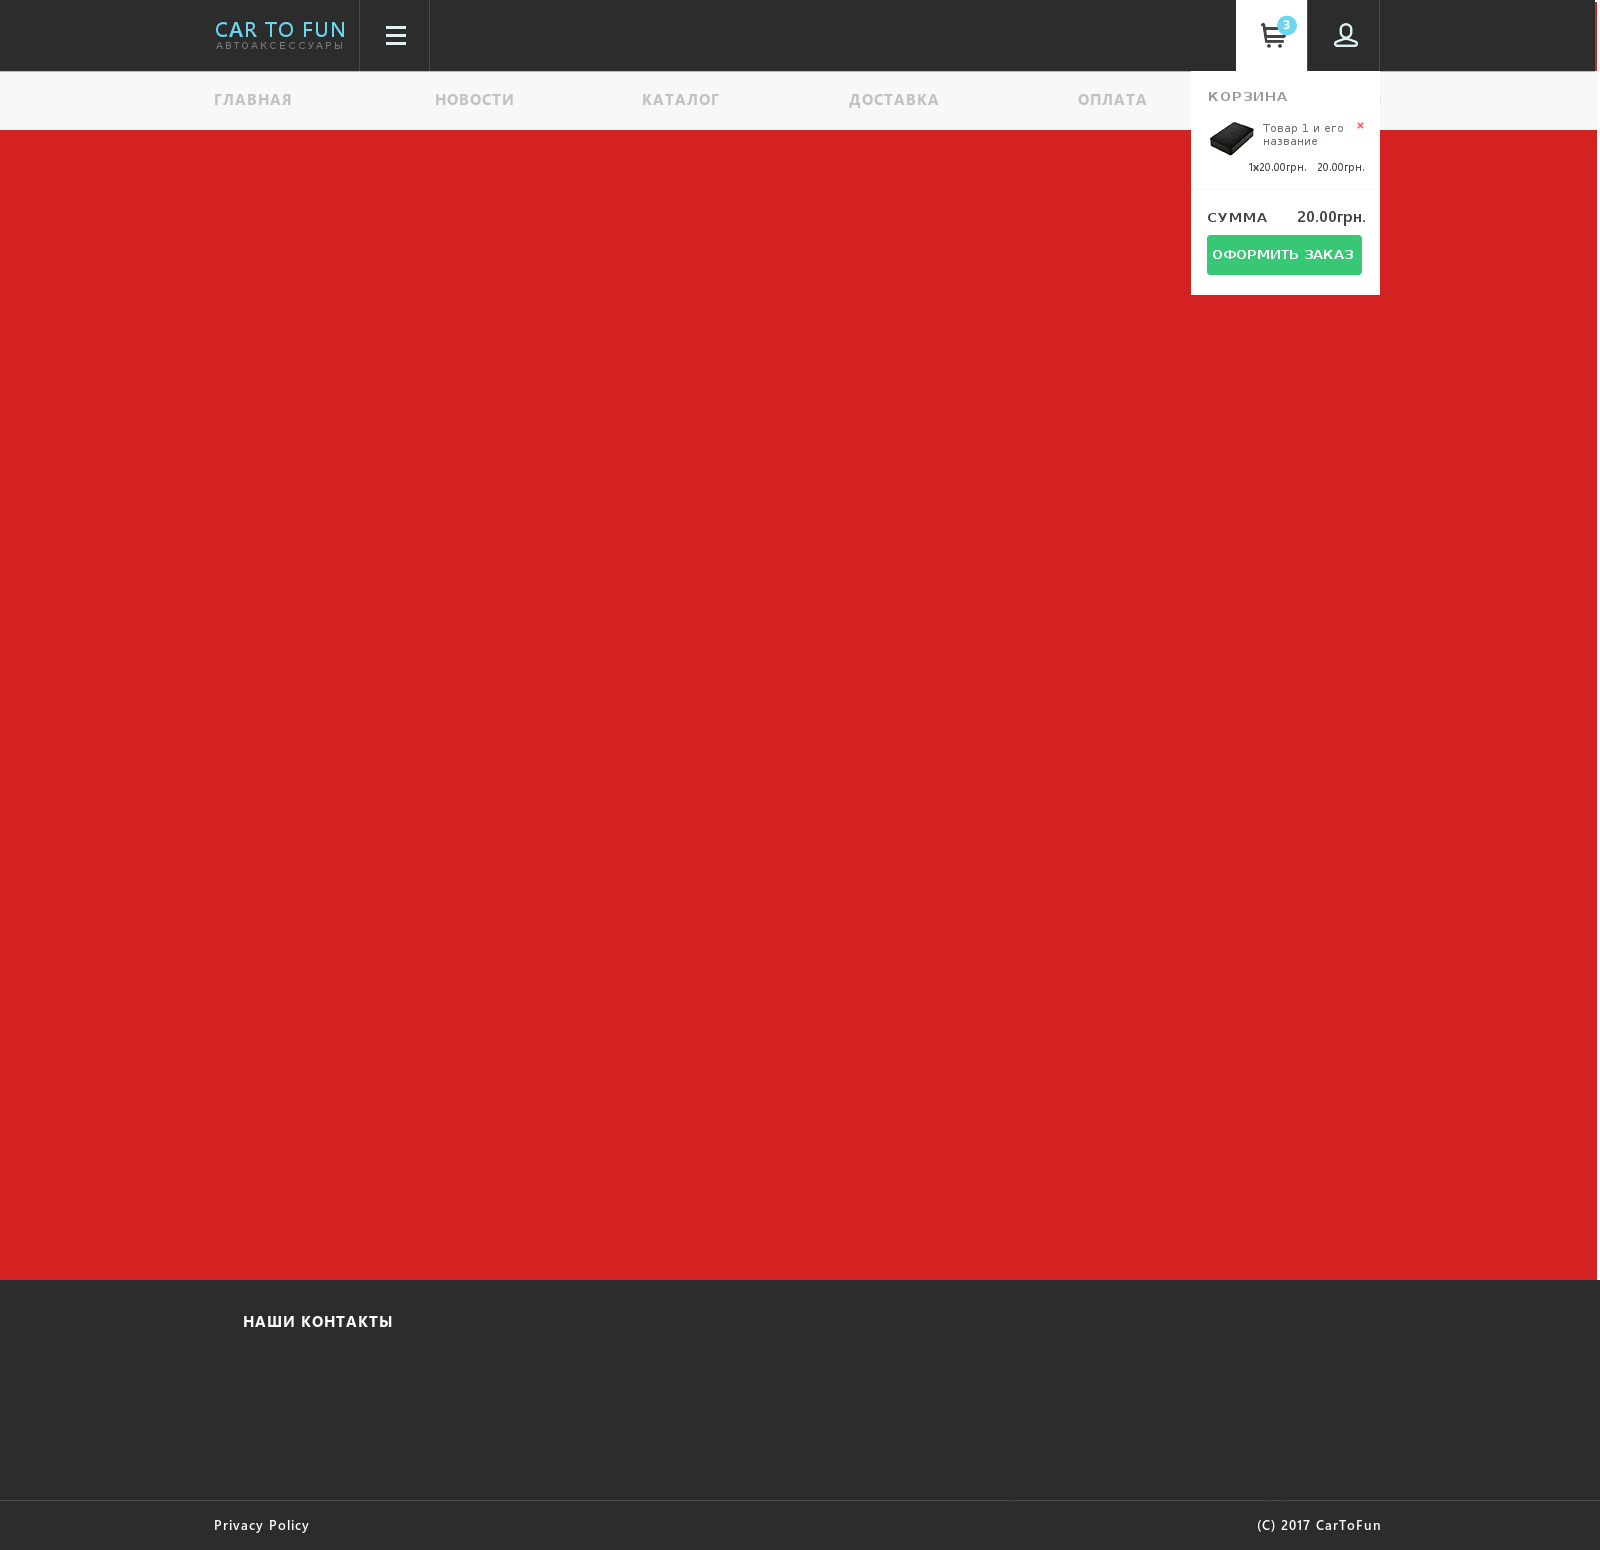 CAR TO FUN
АВТОАКСЕССУАРЫ
3
ГЛАВНАЯ НОВОСТИ КАТАЛОГ ДОСТАВКА ОПЛАТА
КОРЗИНА
Товар 1 и его
название
×
1x20.00грн. 20.00грн.
СУММА 20.00грн.
ОФОРМИТЬ ЗАКАЗ
НАШИ КОНТАКТЫ
Privacy Policy (C) 2017 CarToFun